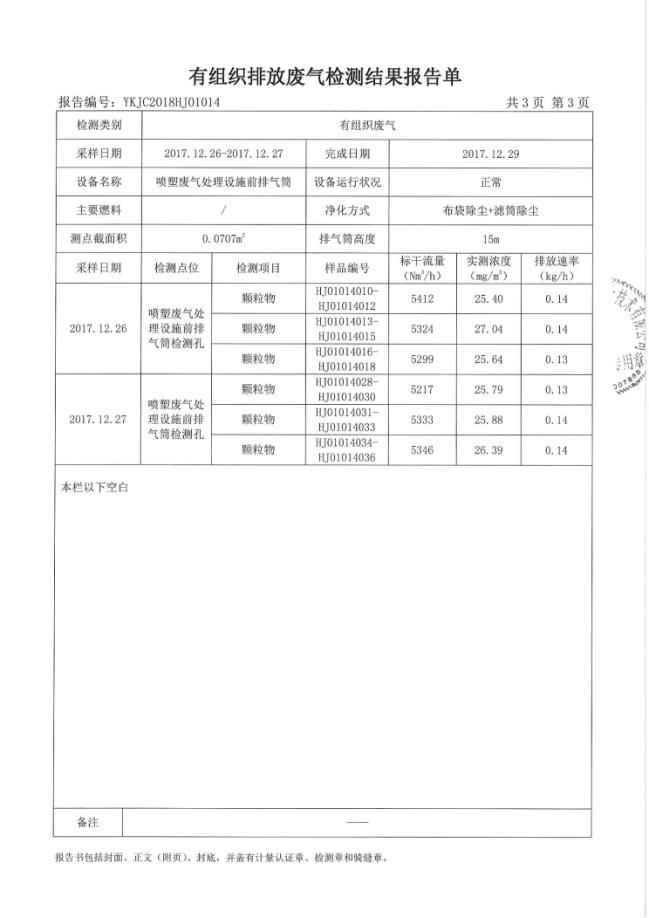 有组织排放废气检测结果报告单
报告编号：YKJC2018HJ01014 共 3 页 第 3 页
检测类别 有组织废气
采样日期 2017.12.26-2017.12.27 完成日期 2017.12.29
设备名称 喷塑废气处理设施前排气筒 设备运行状况 正常
主要燃料 / 净化方式 布袋除尘+滤筒除尘
测点截面积 0.0707㎡ 排气筒高度 15m
采样日期 检测点位 检测项目 样品编号 标干流量（Nm³/h） 实测浓度（mg/m³） 排放速率（kg/h）
2017.12.26 喷塑废气处理设施前排气筒检测孔 颗粒物 HJ01014010-HJ01014012 5412 25.40 0.14
颗粒物 HJ01014013-HJ01014015 5324 27.04 0.14
颗粒物 HJ01014016-HJ01014018 5299 25.64 0.13
2017.12.27 喷塑废气处理设施前排气筒检测孔 颗粒物 HJ01014028-HJ01014030 5217 25.79 0.13
颗粒物 HJ01014031-HJ01014033 5333 25.88 0.14
颗粒物 HJ01014034-HJ01014036 5346 26.39 0.14
本栏以下空白
备注 ——
报告书包括封面、正文（附页）、封底，并盖有计量认证章、检测章和骑缝章。
技术有限公司
专用章